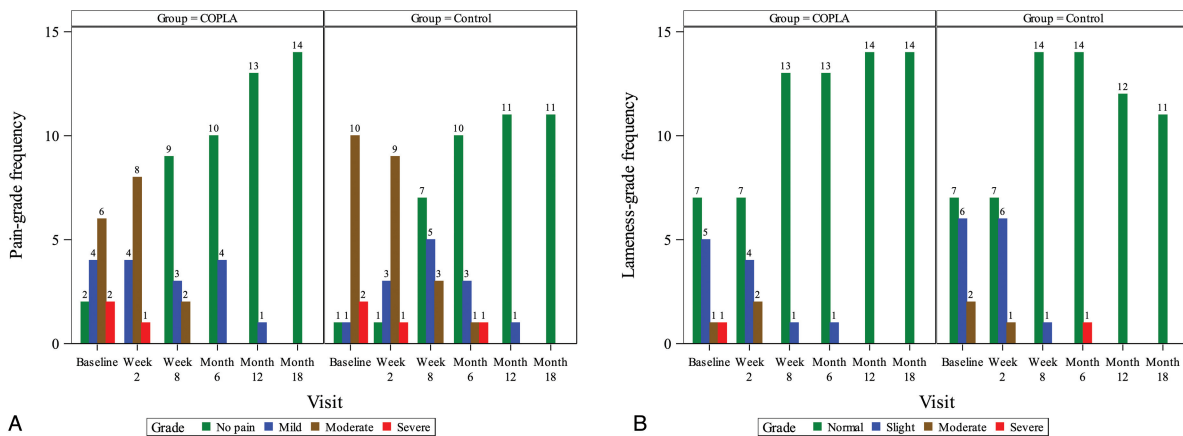 Group = COPLA
Group = Control
Pain-grade frequency
15
10
5
0
2 4 6 2
4 8 1
9 3 2
10 4
13 1
14
1 1 10 2
1 3 9 1
7 5 3
10 3 1 1
11 1
11
Baseline Week 2 Week 8 Month 6 Month 12 Month 18
Baseline Week 2 Week 8 Month 6 Month 12 Month 18
Visit
A
Grade No pain Mild Moderate Severe
Group = COPLA
Group = Control
Lameness-grade frequency
15
10
5
0
7 5 1 1
7 4 2
13 1
13 1
14
14
7 6 2
7 6 1
14 1
14 1
12
11
Baseline Week 2 Week 8 Month 6 Month 12 Month 18
Baseline Week 2 Week 8 Month 6 Month 12 Month 18
Visit
B
Grade Normal Slight Moderate Severe